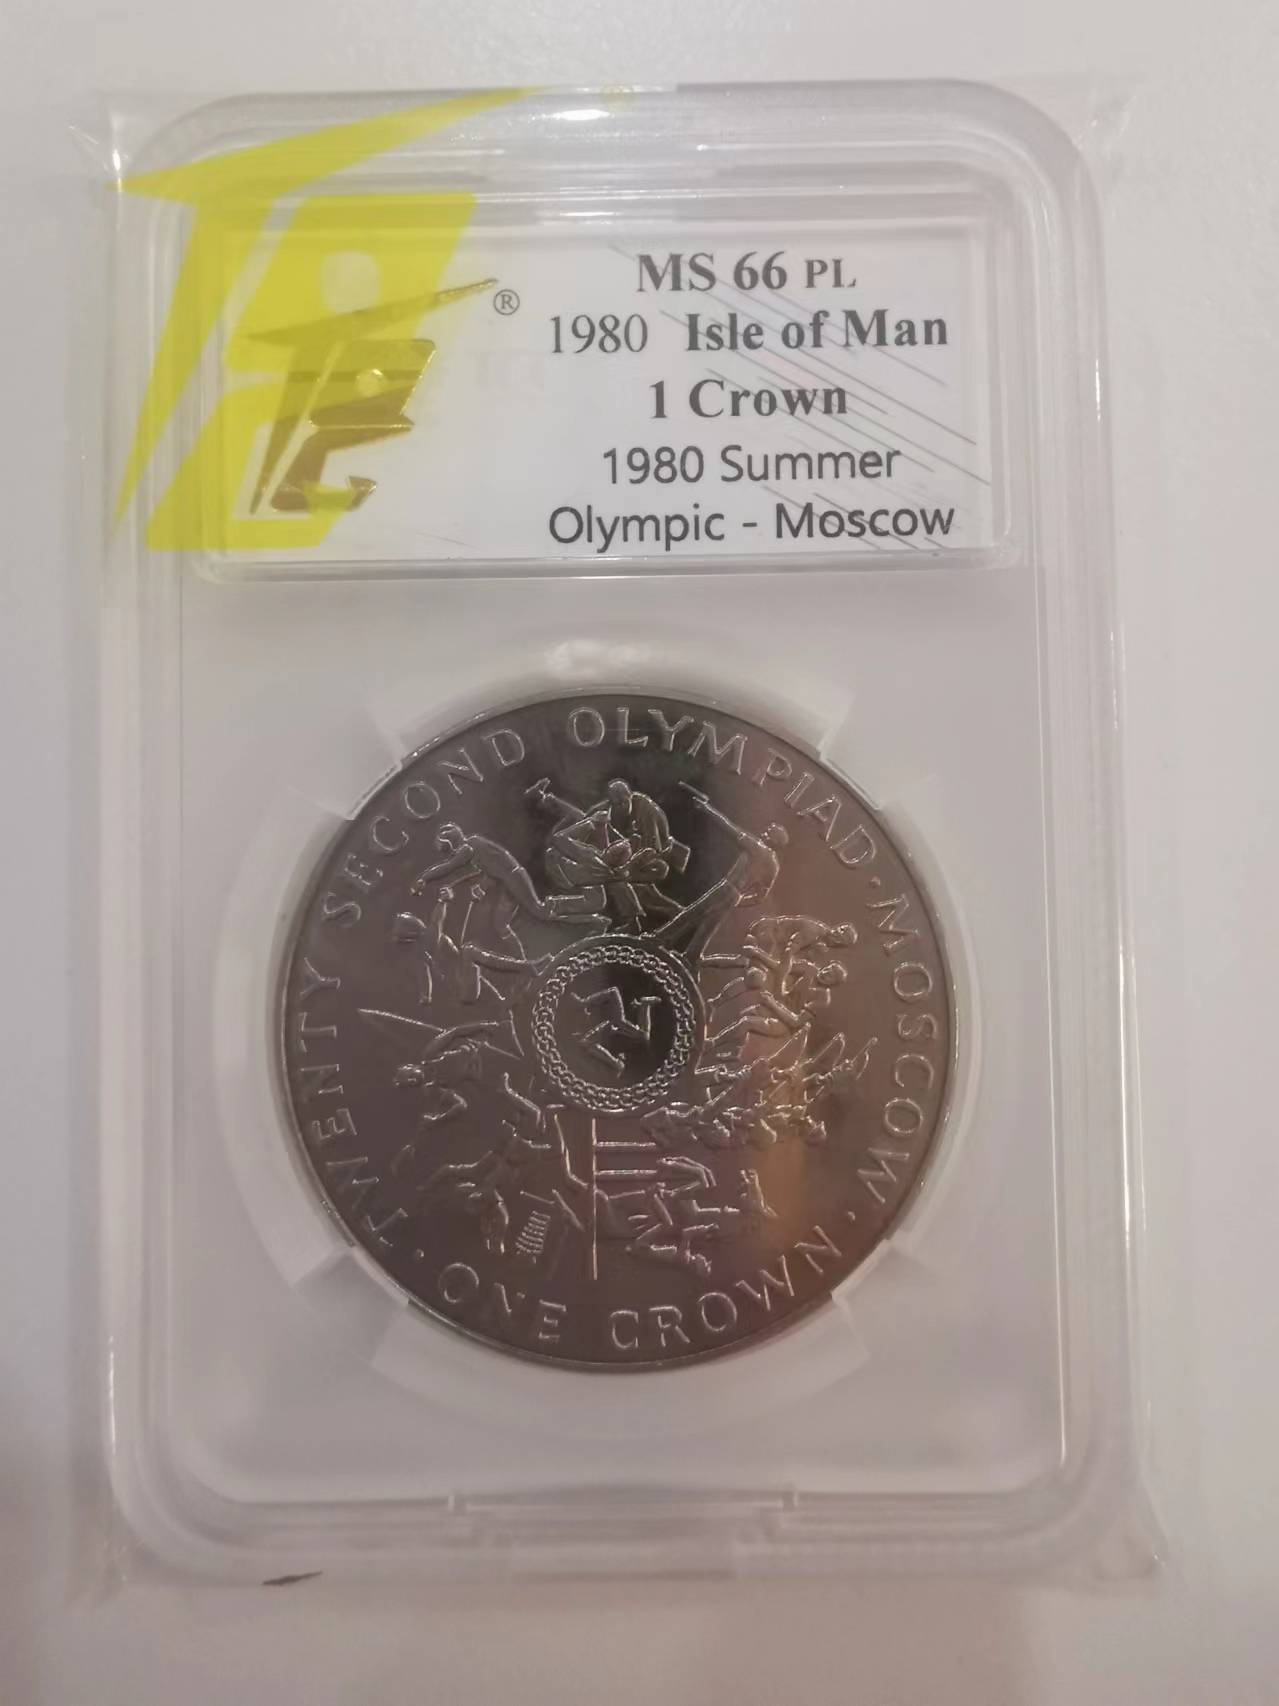 MS 66 PL
1980 Isle of Man
1 Crown
1980 Summer
Olympic - Moscow
®
TWENTY SECOND OLYMPIAD · MOSCOW ·
ONE CROWN ·